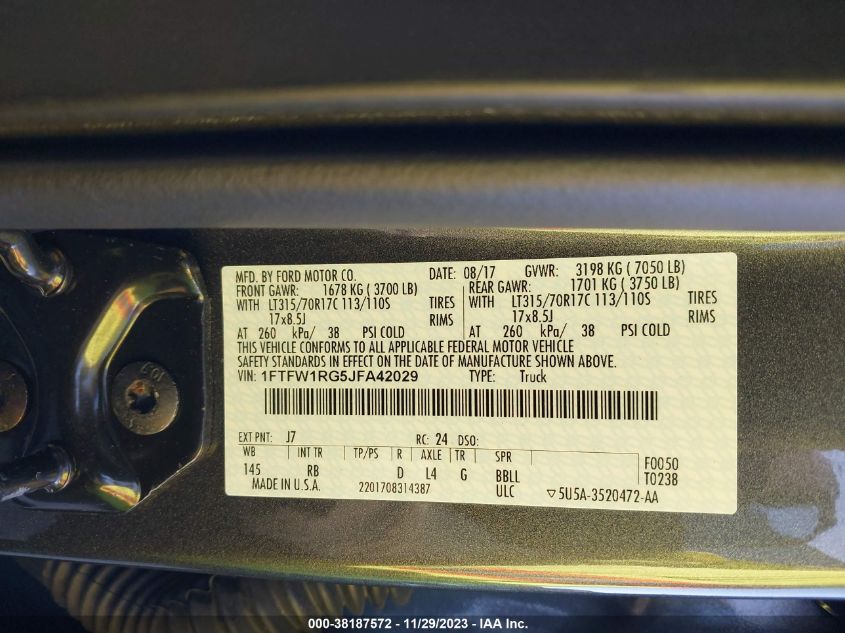 MFD. BY FORD MOTOR CO. DATE: 08/17 GVWR: 3198 KG ( 7050 LB)
FRONT GAWR: 1678 KG ( 3700 LB) REAR GAWR: 1701 KG ( 3750 LB)
WITH LT315/70R17C 113/110S TIRES WITH LT315/70R17C 113/110S TIRES
17x8.5J RIMS 17x8.5J RIMS
AT 260 kPa/ 38 PSI COLD AT 260 kPa/ 38 PSI COLD
THIS VEHICLE CONFORMS TO ALL APPLICABLE FEDERAL MOTOR VEHICLE
SAFETY STANDARDS IN EFFECT ON THE DATE OF MANUFACTURE SHOWN ABOVE.
VIN: 1FTFW1RG5JFA42029 TYPE: Truck
EXT PNT: J7 RC: 24 DSO:
WB INT TR TP/PS R AXLE TR SPR F0050
145 RB D L4 G BBLL T0238
MADE IN U.S.A. 2201708314387 ULC ▽5U5A-3520472-AA
000-38187572 - 11/29/2023 - IAA Inc.